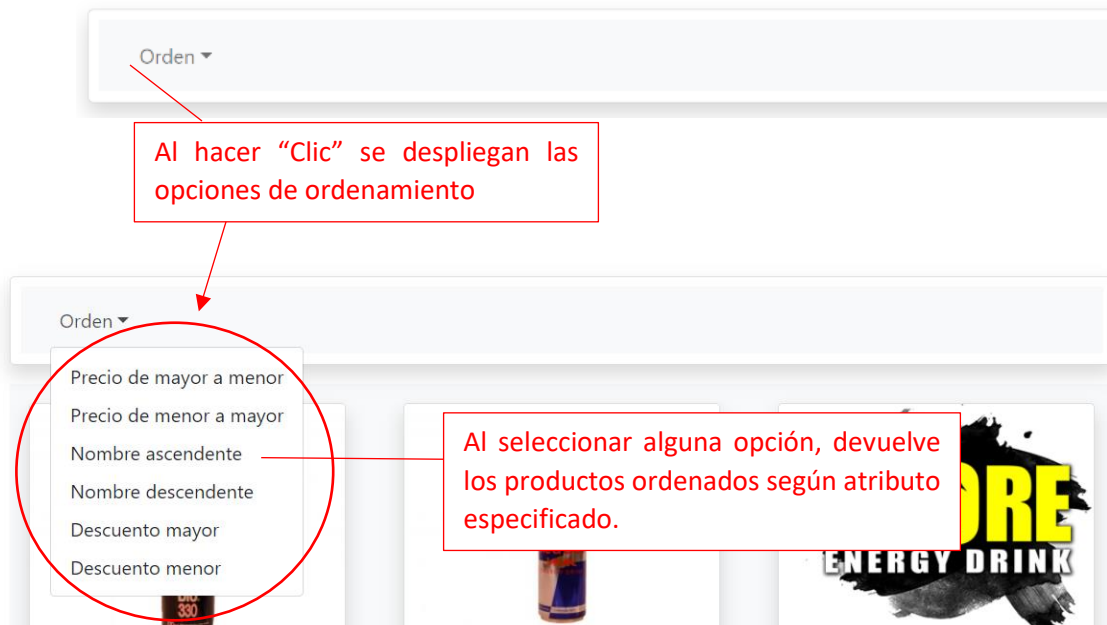 Orden
Al hacer “Clic” se despliegan las
opciones de ordenamiento
Orden
Precio de mayor a menor
Precio de menor a mayor
Nombre ascendente
Nombre descendente
Descuento mayor
Descuento menor
Al seleccionar alguna opción, devuelve
los productos ordenados según atributo
especificado.
330
RE
ENERGY DRINK